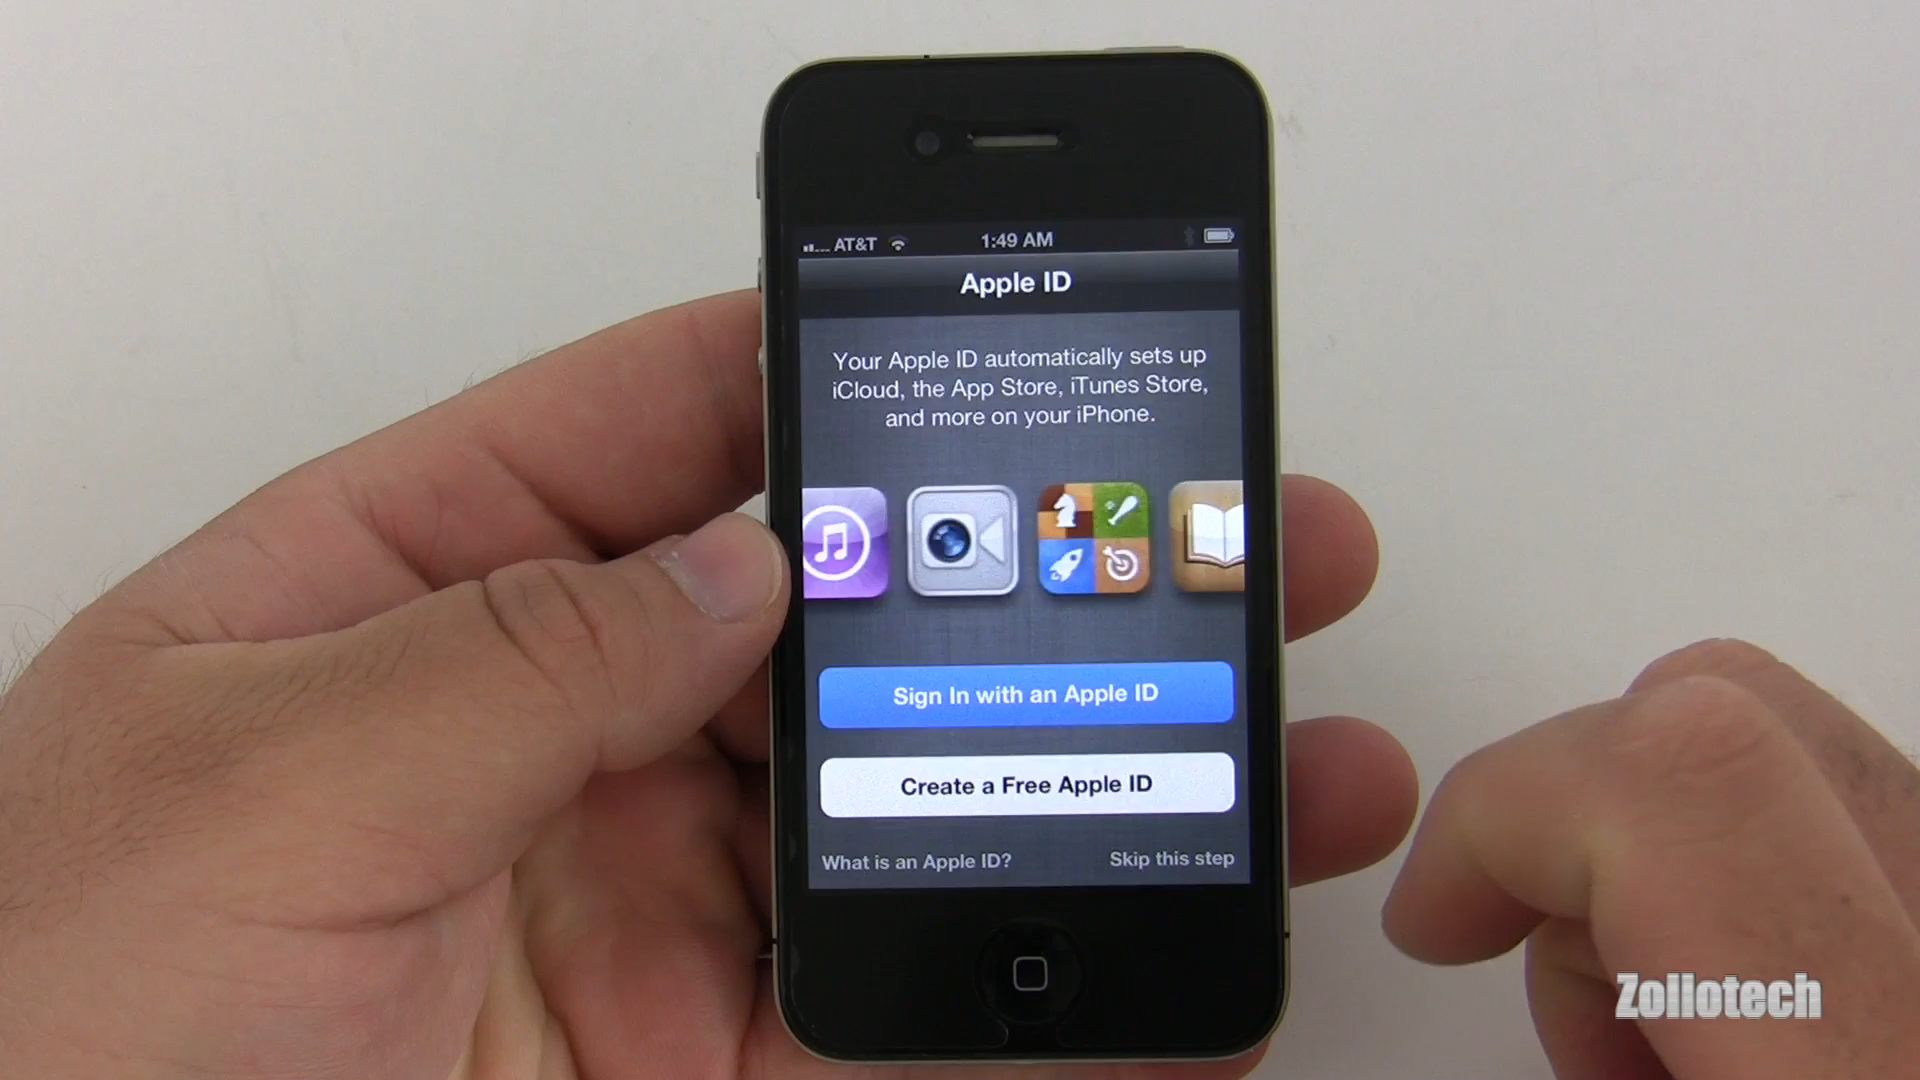 AT&T 1:49 AM
Apple ID
Your Apple ID automatically sets up
iCloud, the App Store, iTunes Store,
and more on your iPhone.
Sign In with an Apple ID
Create a Free Apple ID
What is an Apple ID? Skip this step
Zollotech